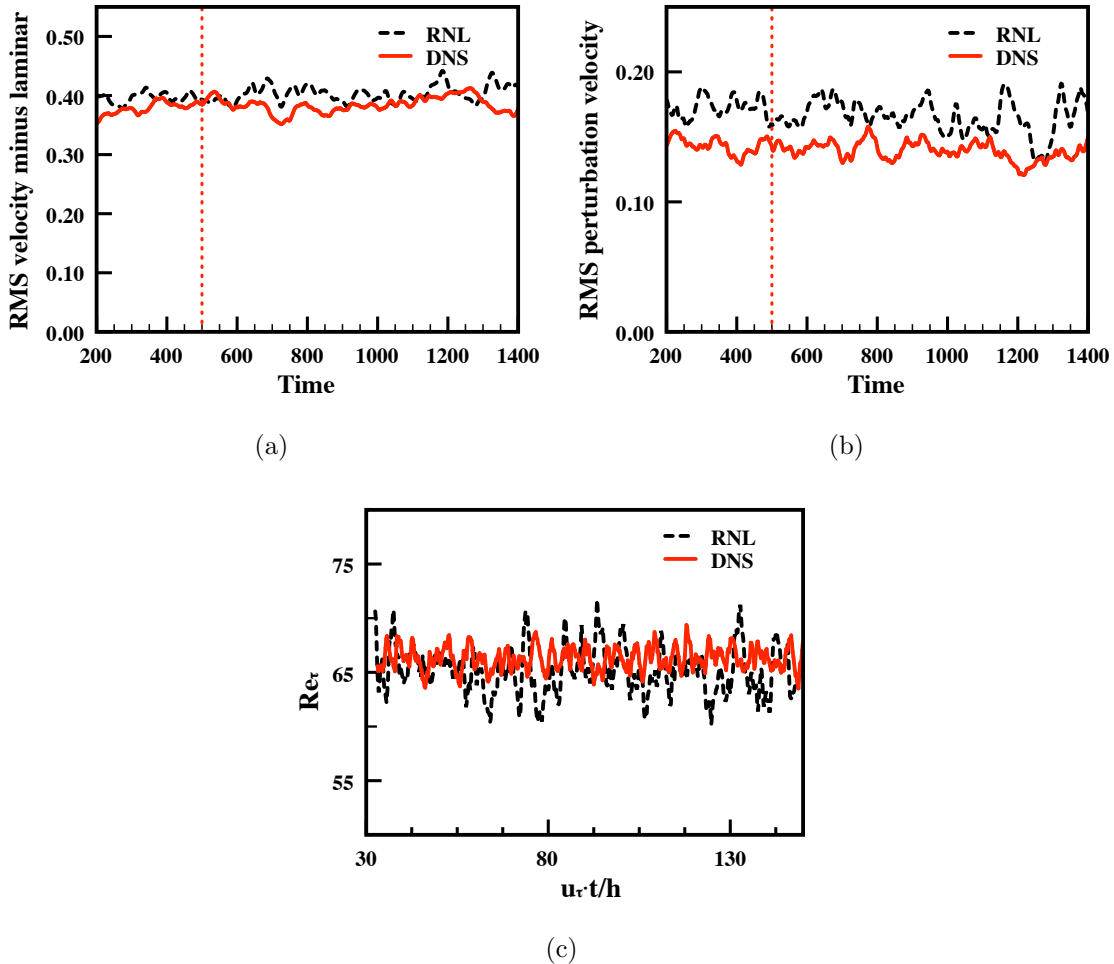 RMS velocity minus laminar
0.50
0.40
0.30
0.20
0.10
0.00
200 400 600 800 1000 1200 1400
Time
RNL
DNS
(a)
RMS perturbation velocity
0.20
0.10
0.00
200 400 600 800 1000 1200 1400
Time
RNL
DNS
(b)
Reτ
75
65
55
30 80 130
uτ·t/h
RNL
DNS
(c)